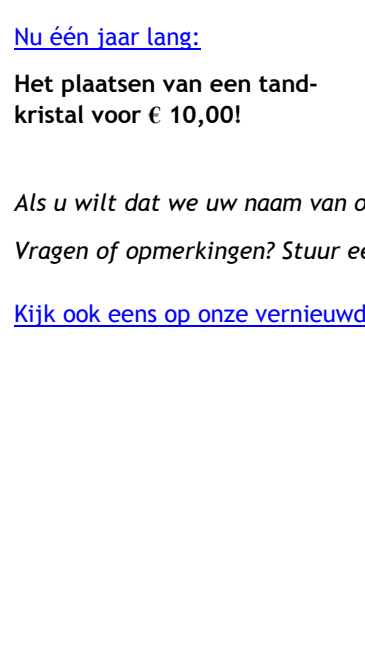 Nu één jaar lang:
Het plaatsen van een tand-
kristal voor € 10,00!
Als u wilt dat we uw naam van
Vragen of opmerkingen? Stuur
Kijk ook eens op onze